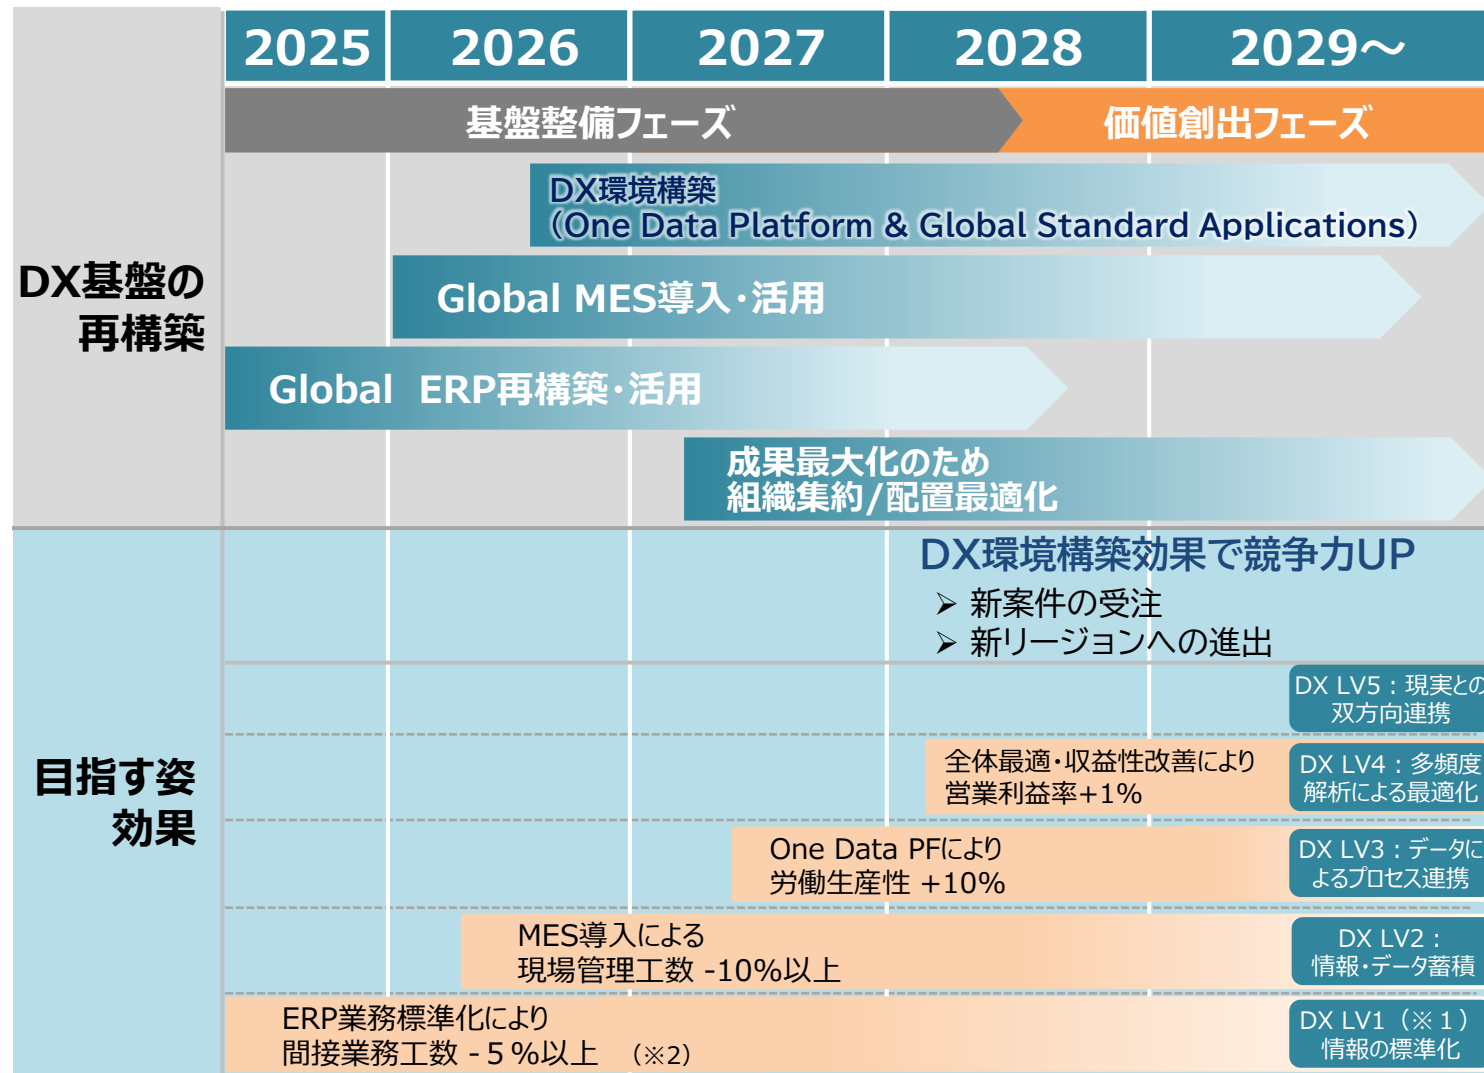 2025 2026 2027 2028 2029～
基盤整備フェーズ 価値創出フェーズ
DX基盤の
再構築
DX環境構築
（One Data Platform & Global Standard Applications）
Global MES導入・活用
Global ERP再構築・活用
成果最大化のため
組織集約/配置最適化
目指す姿
効果
DX環境構築効果で競争力UP
➢ 新案件の受注
➢ 新リージョンへの進出
DX LV5：現実との
双方向連携
全体最適・収益性改善により
営業利益率+1%
DX LV4：多頻度
解析による最適化
One Data PFにより
労働生産性 +10%
DX LV3：データに
よるプロセス連携
MES導入による
現場管理工数 -10%以上
DX LV2：
情報・データ蓄積
ERP業務標準化により
間接業務工数 -５%以上 （※2）
DX LV1（※１）
情報の標準化